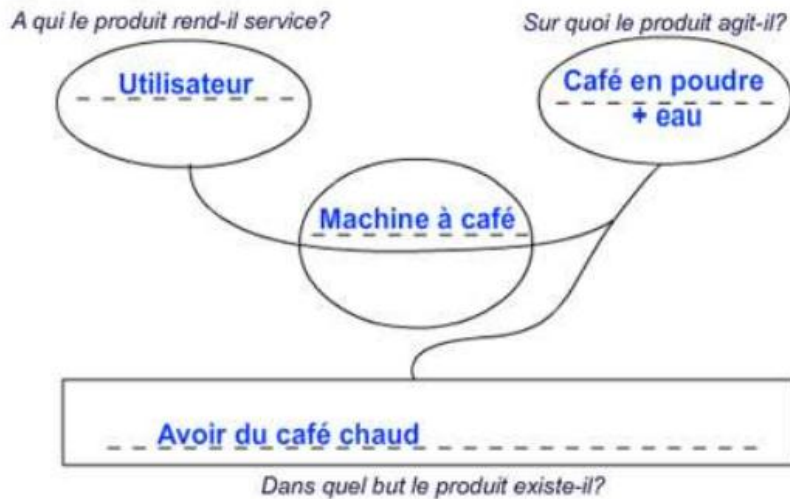 A qui le produit rend-il service?
Sur quoi le produit agit-il?
Utilisateur
Café en poudre
+ eau
Machine à café
Avoir du café chaud
Dans quel but le produit existe-il?